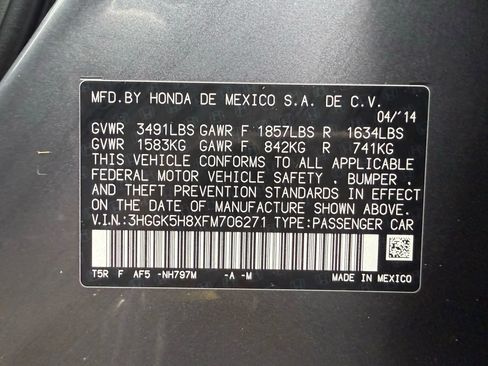 MFD.BY HONDA DE MEXICO S.A. DE C.V.
04/'14
GVWR 3491LBS GAWR F 1857LBS R 1634LBS
GVWR 1583KG GAWR F 842KG R 741KG
THIS VEHICLE CONFORMS TO ALL APPLICABLE
FEDERAL MOTOR VEHICLE SAFETY . BUMPER ,
AND THEFT PREVENTION STANDARDS IN EFFECT
ON THE DATE OF MANUFACTURE SHOWN ABOVE.
V.I.N:3HGGK5H8XFM706271 TYPE:PASSENGER CAR
T5R F AF5 -NH797M -A -M MADE IN MEXICO